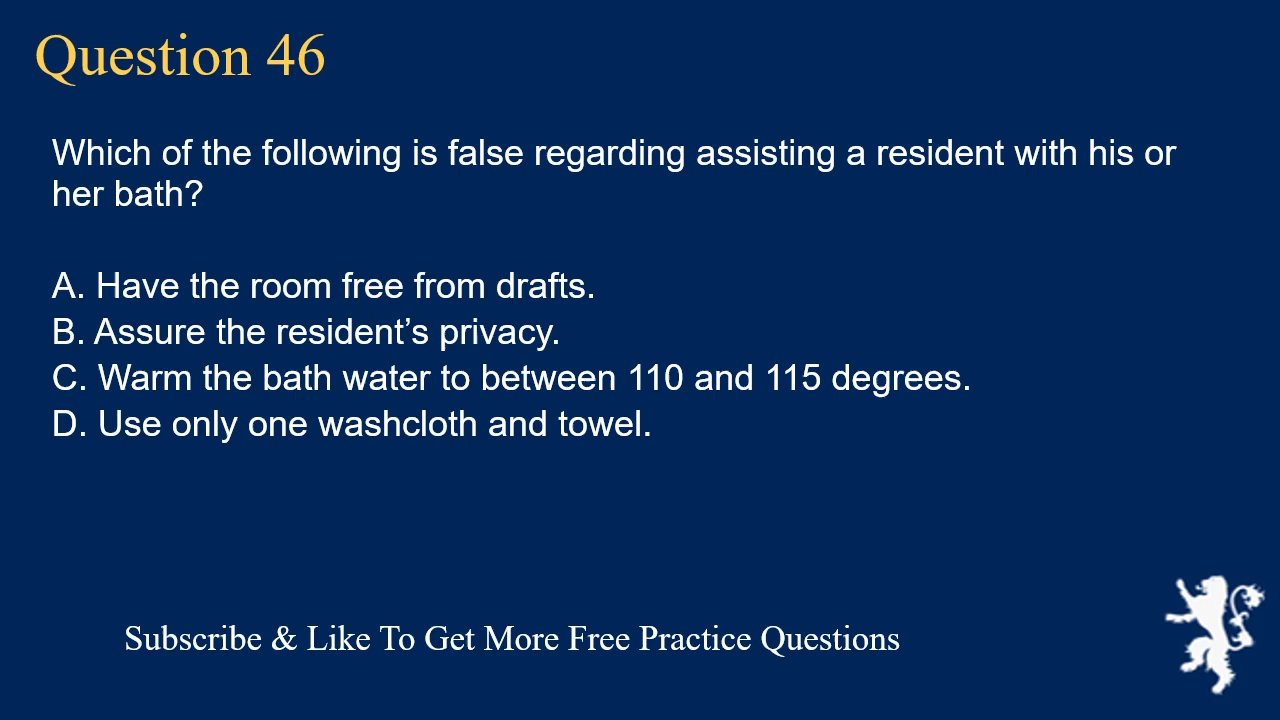 Question 46
Which of the following is false regarding assisting a resident with his or
her bath?
A. Have the room free from drafts.
B. Assure the resident’s privacy.
C. Warm the bath water to between 110 and 115 degrees.
D. Use only one washcloth and towel.
Subscribe & Like To Get More Free Practice Questions